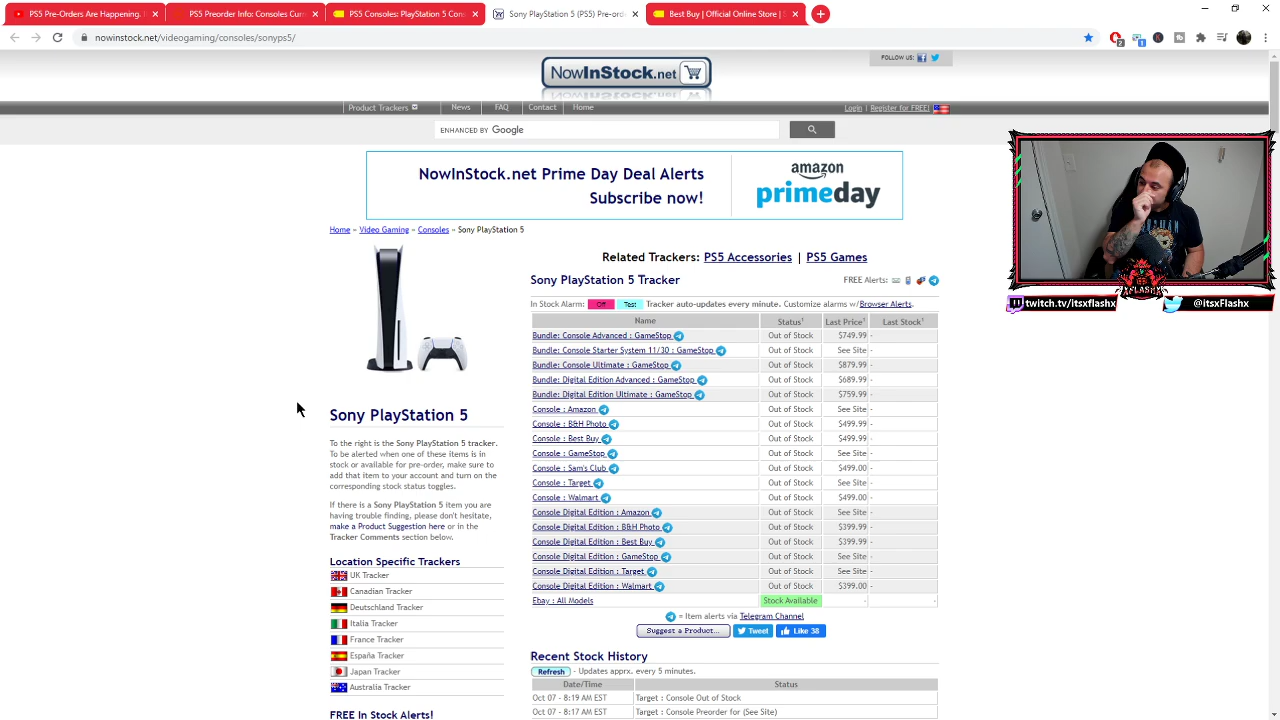 PS5 Pre-Orders Are Happening.
PS5 Preorder Info: Consoles Curr
PS5 Consoles: PlayStation 5 Con
Sony PlayStation 5 (PS5) Pre-ord
Best Buy | Official Online Store |
nowinstock.net/videogaming/consoles/sonyps5/
FOLLOW US:
NowInStock.net
Product Trackers
News
FAQ
Contact
Home
Login | Register for FREE!
ENHANCED BY Google
NowInStock.net Prime Day Deal Alerts
Subscribe now!
amazon
primeday
Home - Video Gaming - Consoles - Sony PlayStation 5
Related Trackers: PS5 Accessories | PS5 Games
Sony PlayStation 5 Tracker
FREE Alerts:
In Stock Alarm: Off Test Tracker auto-updates every minute. Customize alarms w/Browser Alerts.
Name Status¹ Last Price¹ Last Stock¹
Bundle: Console Advanced : GameStop Out of Stock $749.99 -
Bundle: Console Starter System 11/30 : GameStop Out of Stock See Site -
Bundle: Console Ultimate : GameStop Out of Stock $879.99 -
Bundle: Digital Edition Advanced : GameStop Out of Stock $689.99 -
Bundle: Digital Edition Ultimate : GameStop Out of Stock $759.99 -
Console : Amazon Out of Stock See Site -
Console : B&H Photo Out of Stock $499.99 -
Console : Best Buy Out of Stock $499.99 -
Console : GameStop Out of Stock See Site -
Console : Sam's Club Out of Stock $499.00 -
Console : Target Out of Stock See Site -
Console : Walmart Out of Stock $499.00 -
Console Digital Edition : Amazon Out of Stock See Site -
Console Digital Edition : B&H Photo Out of Stock $399.99 -
Console Digital Edition : Best Buy Out of Stock $399.99 -
Console Digital Edition : GameStop Out of Stock See Site -
Console Digital Edition : Target Out of Stock See Site -
Console Digital Edition : Walmart Out of Stock $399.00 -
Ebay : All Models Stock Available - -
= Item alerts via Telegram Channel
Suggest a Product...
Tweet
Like 38
Recent Stock History
Refresh - Updates apprx. every 5 minutes.
Date/Time Status
Oct 07 - 8:19 AM EST Target : Console Out of Stock
Oct 07 - 8:17 AM EST Target : Console Preorder for (See Site)
Sony PlayStation 5
To the right is the Sony PlayStation 5 tracker.
To be alerted when one of these items is in
stock or available for pre-order, make sure to
add that item to your account and turn on the
corresponding stock status toggles.
If there is a Sony PlayStation 5 item you are
having trouble finding, please don't hesitate,
make a Product Suggestion here or in the
Tracker Comments section below.
Location Specific Trackers
UK Tracker
Canadian Tracker
Deutschland Tracker
Italia Tracker
France Tracker
España Tracker
Japan Tracker
Australia Tracker
FREE In Stock Alerts!
twitch.tv/itsxflashx
@itsxFlashx